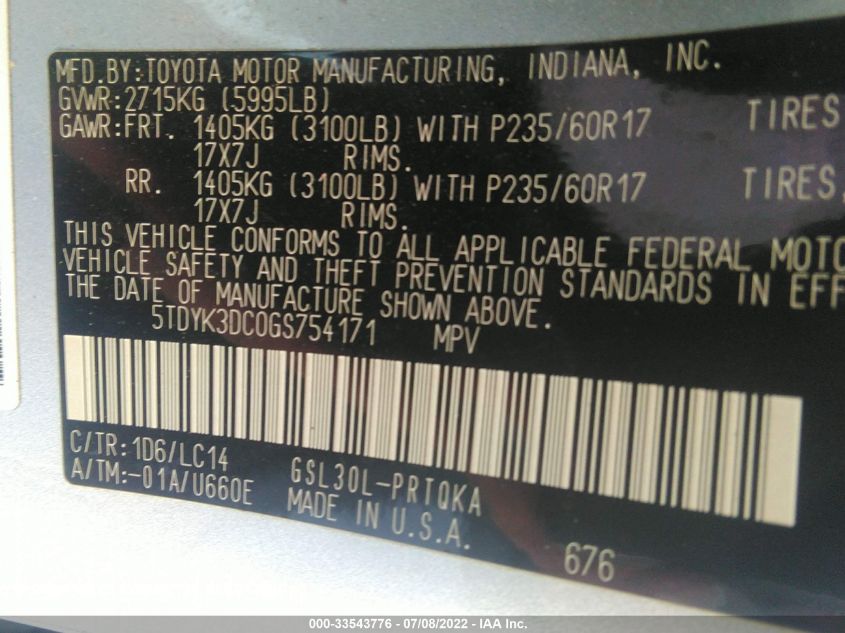 MFD.BY:TOYOTA MOTOR MANUFACTURING, INDIANA, INC.
GVWR:2715KG (5995LB)
GAWR:FRT. 1405KG (3100LB) WITH P235/60R17 TIRES
17X7J RIMS.
RR. 1405KG (3100LB) WITH P235/60R17 TIRES,
17X7J RIMS.
THIS VEHICLE CONFORMS TO ALL APPLICABLE FEDERAL MOTO
VEHICLE SAFETY AND THEFT PREVENTION STANDARDS IN EFF
THE DATE OF MANUFACTURE SHOWN ABOVE.
5TDYK3DC0GS754171 MPV
C/TR:1D6/LC14 GSL30L-PRTQKA
A/TM:-01A/U660E MADE IN U.S.A.
676
000-33543776 - 07/08/2022 - IAA Inc.